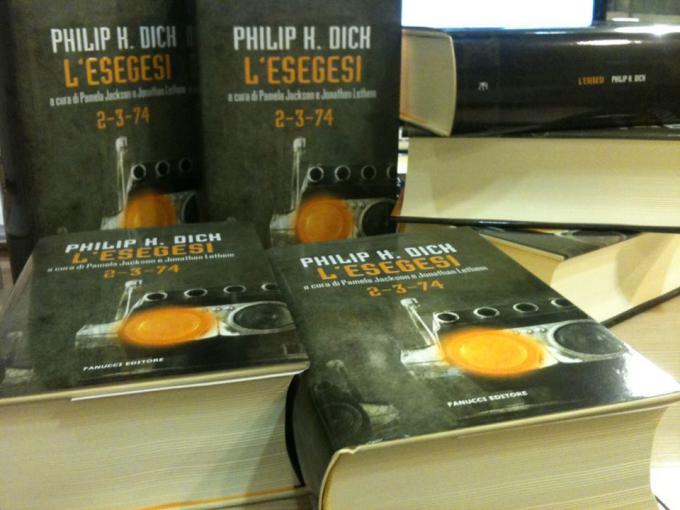 PHILIP K. DICK
L'ESEGESI
a cura di Pamela Jackson e Jonathan Lethem
2-3-74
PHILIP K. DICK
L'ESEGESI
a cura di Pamela Jackson e Jonathan Lethem
2-3-74
L'ESEGESI PHILIP K. DICK
PHILIP K. DICK
L'ESEGESI
a cura di Pamela Jackson e Jonathan Lethem
2-3-74
FANUCCI EDITORE
PHILIP K. DICK
L'ESEGESI
a cura di Pamela Jackson e Jonathan Lethem
2-3-74
FANUCCI EDITORE